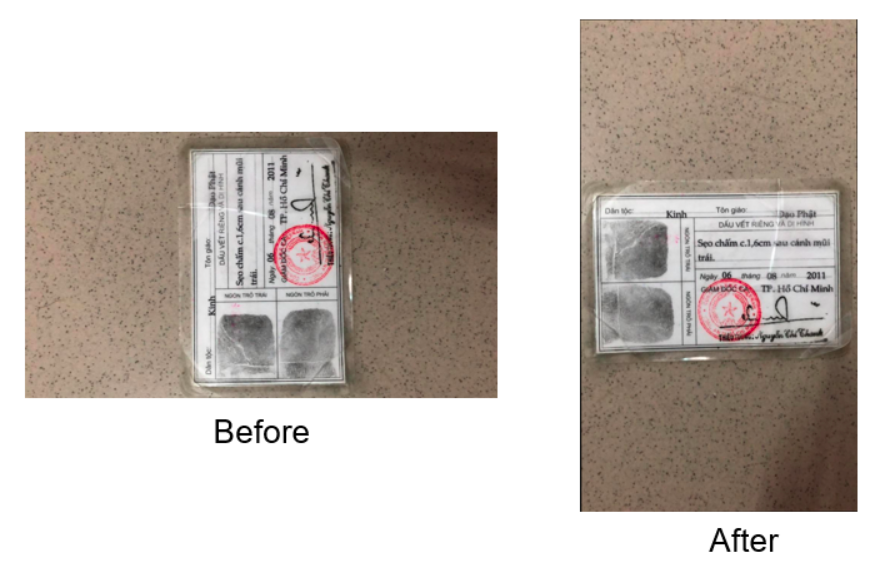 Dân tộc: Kinh Tôn giáo: Đạo Phật
DẤU VẾT RIÊNG VÀ DỊ HÌNH
Sẹo chấm c.1,6cm sau cánh mũi
trái.
Ngày 06 tháng 08 năm 2011
GIÁM ĐỐC CA TP. Hồ Chí Minh
NGÓN TRỎ TRÁI
NGÓN TRỎ PHẢI
Nguyễn Chí Thành
Before
Dân tộc: Kinh Tôn giáo: Đạo Phật
DẤU VẾT RIÊNG VÀ DỊ HÌNH
Sẹo chấm c.1,6cm sau cánh mũi
trái.
Ngày 06 tháng 08 năm 2011
GIÁM ĐỐC CA TP. Hồ Chí Minh
NGÓN TRỎ TRÁI
NGÓN TRỎ PHẢI
Nguyễn Chí Thành
After